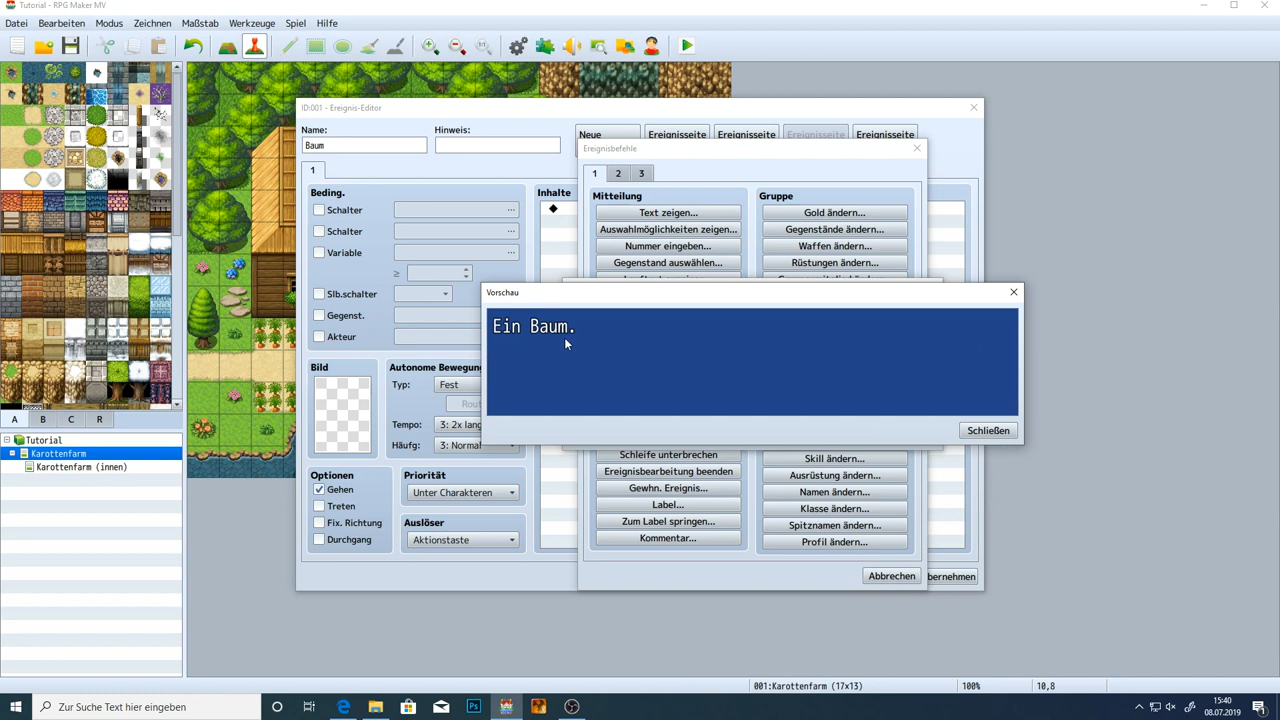 Tutorial - RPG Maker MV
Datei Bearbeiten Modus Zeichnen Maßstab Werkzeuge Spiel Hilfe
1:1
ID:001 - Ereignis-Editor
Name:
Hinweis:
Baum
Neue
Ereignisseite
Ereignisseite
Ereignisseite
Ereignisseite
1
Beding.
Schalter
Schalter
Variable
≥
Slb.schalter
Gegenst.
Akteur
Inhalte
◆
Bild
Autonome Bewegung
Typ:
Fest
Rout
Tempo:
3: 2x lang
Häufg:
3: Normal
Optionen
Gehen
Treten
Fix. Richtung
Durchgang
Priorität
Unter Charakteren
Auslöser
Aktionstaste
Ereignisbefehle
1 2 3
Mitteilung
Text zeigen...
Auswahlmöglichkeiten zeigen...
Nummer eingeben...
Gegenstand auswählen...
Gruppe
Gold ändern...
Gegenstände ändern...
Waffen ändern...
Rüstungen ändern...
Vorschau
Ein Baum.
Schließen
Schleife unterbrechen
Ereignisbearbeitung beenden
Gewhn. Ereignis...
Label...
Zum Label springen...
Kommentar...
Skill ändern...
Ausrüstung ändern...
Namen ändern...
Klasse ändern...
Spitznamen ändern...
Profil ändern...
Abbrechen
bernehmen
A B C R
Tutorial
Karottenfarm
Karottenfarm (innen)
001:Karottenfarm (17×13)
100%
10,8
Zur Suche Text hier eingeben
15:40
08.07.2019